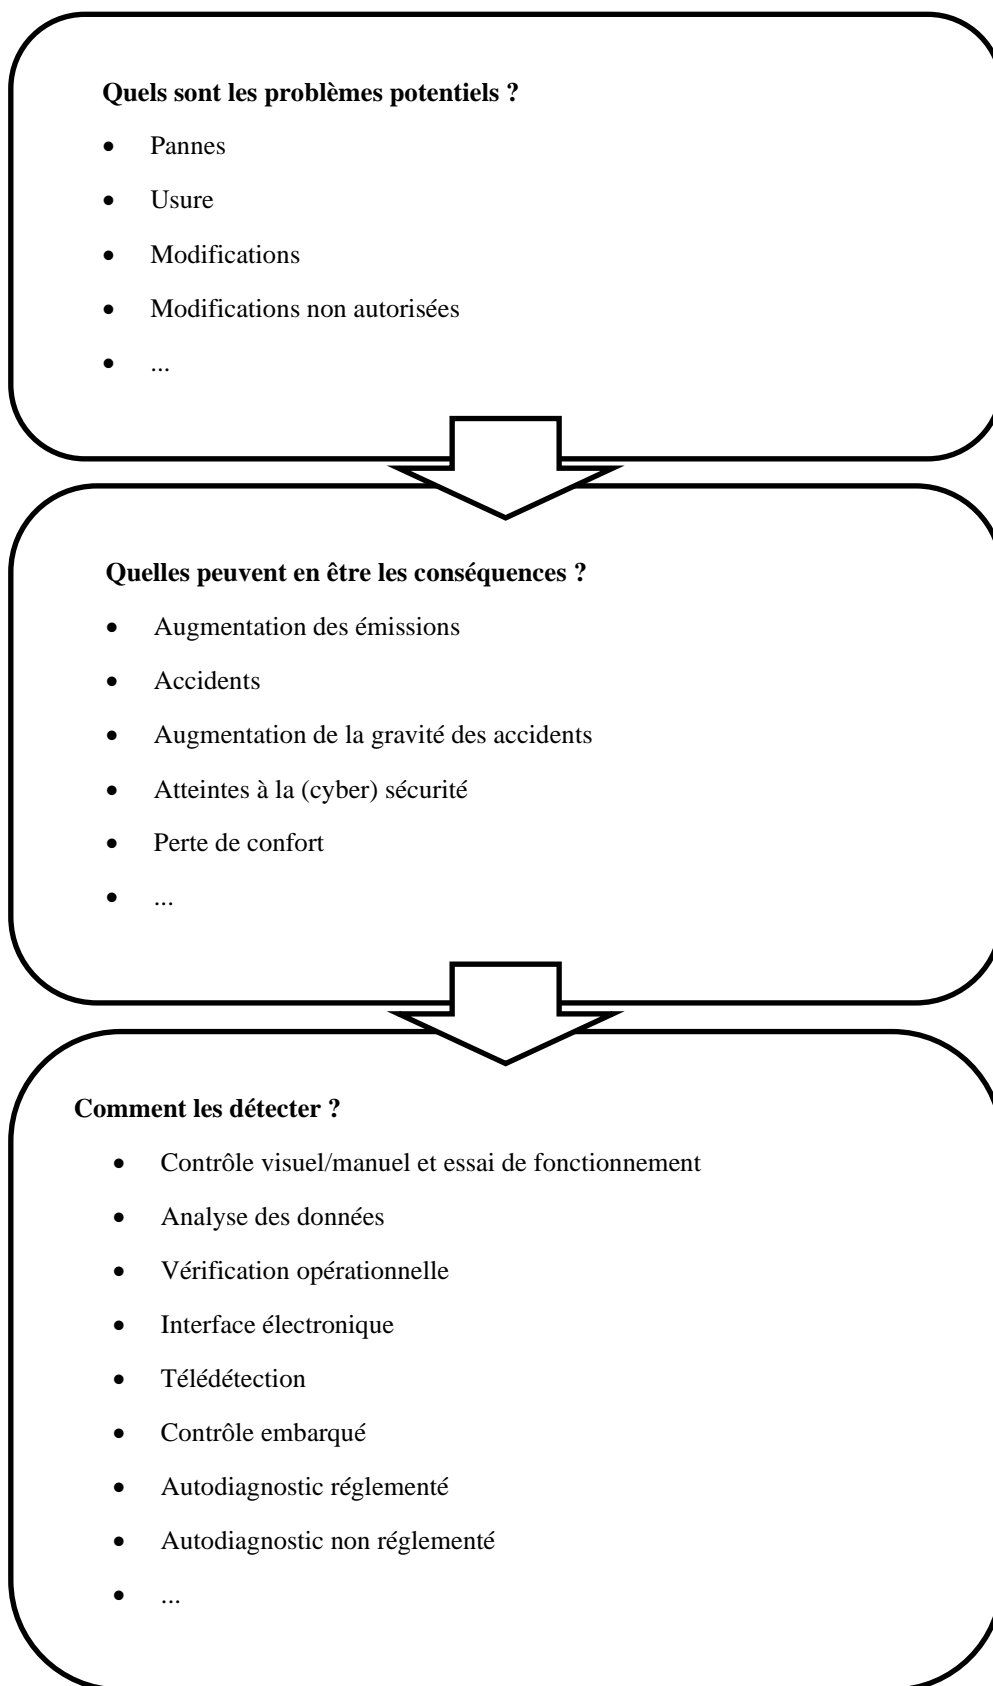 Quels sont les problèmes potentiels ?
• Pannes
• Usure
• Modifications
• Modifications non autorisées
• ...
Quelles peuvent en être les conséquences ?
• Augmentation des émissions
• Accidents
• Augmentation de la gravité des accidents
• Atteintes à la (cyber) sécurité
• Perte de confort
• ...
Comment les détecter ?
• Contrôle visuel/manuel et essai de fonctionnement
• Analyse des données
• Vérification opérationnelle
• Interface électronique
• Télédétection
• Contrôle embarqué
• Autodiagnostic réglementé
• Autodiagnostic non réglementé
• ...